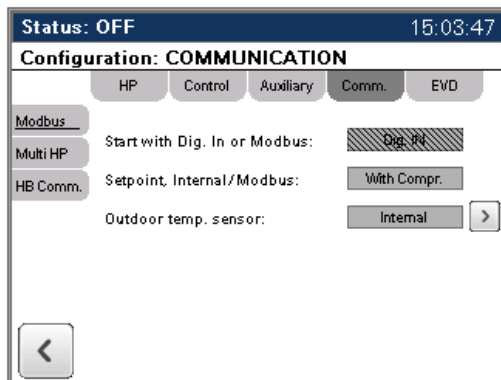 Status: OFF 15:03:47
Configuration: COMMUNICATION
HP Control Auxiliary Comm. EVD
Modbus
Multi HP
HB Comm.
Start with Dig. In or Modbus: Dig. IN
Setpoint, Internal/Modbus: With Compr.
Outdoor temp. sensor: Internal >
<